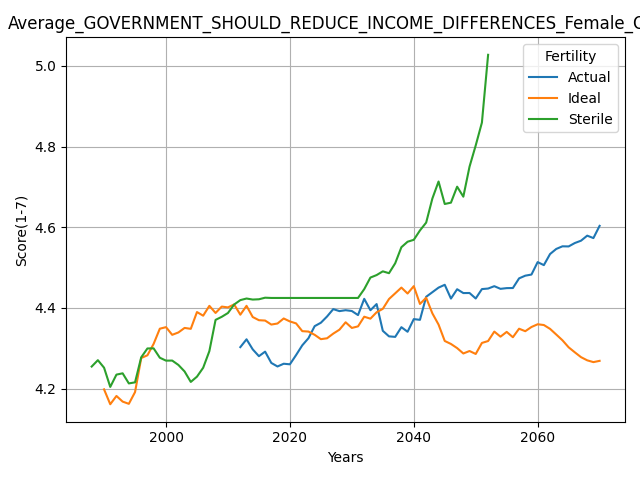 Average_GOVERNMENT_SHOULD_REDUCE_INCOME_DIFFERENCES_Female_
Fertility
Actual
Ideal
Sterile
Score(1-7)
5.0
4.8
4.6
4.4
4.2
2000 2020 2040 2060
Years